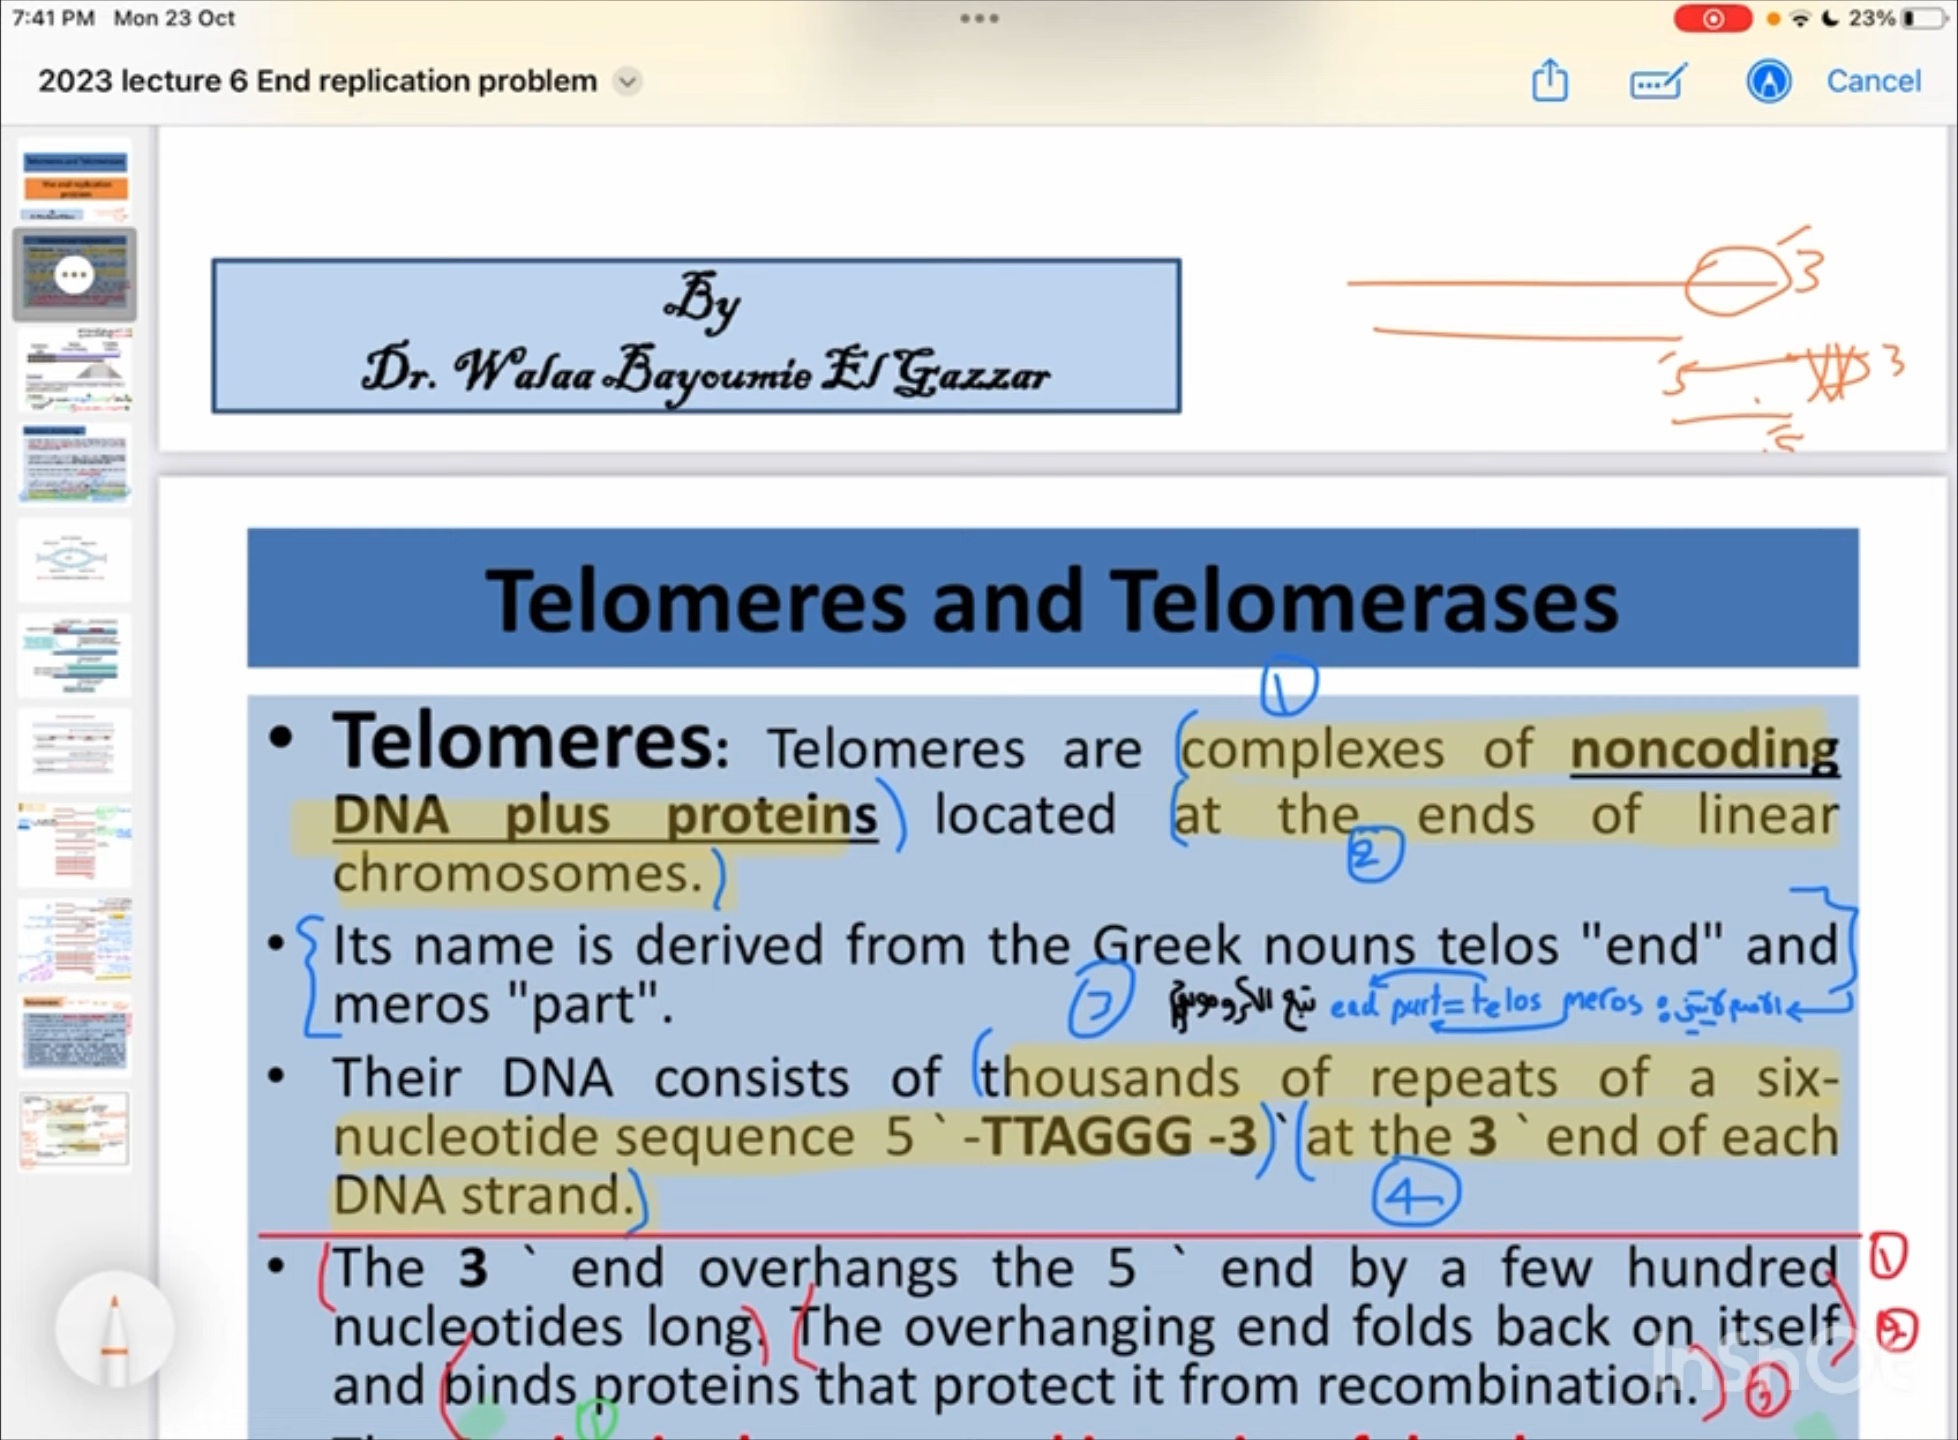 7:41 PM Mon 23 Oct
23%
2023 lecture 6 End replication problem
Cancel
By
Dr. Walaa Bayoumie El Gazzar
3
5 3
5
Telomeres and Telomerases
1
• Telomeres: Telomeres are (complexes of noncoding
DNA plus proteins) located (at the ends of linear
2
chromosomes.)
• Its name is derived from the Greek nouns telos "end" and
meros "part".
3 تبع الكروموسوم end part = telos meros :
• Their DNA consists of (thousands of repeats of a six-
nucleotide sequence 5 ` -TTAGGG -3)` (at the 3 ` end of each
DNA strand.)
4
• (The 3 ` end overhangs the 5 ` end by a few hundred 1
nucleotides long.) (The overhanging end folds back on itself) 2
and (binds proteins that protect it from recombination.) 3
1
InShOt